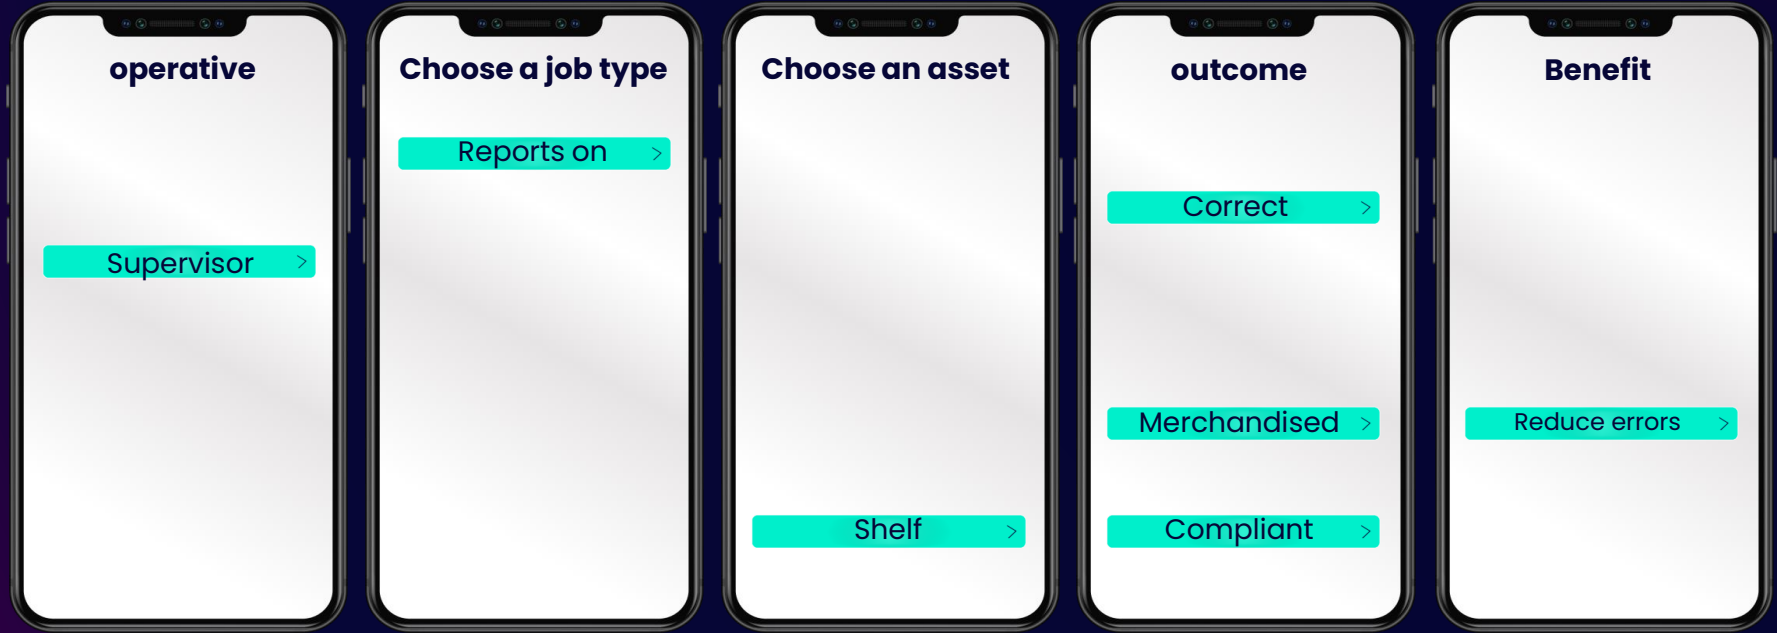 operative
Supervisor >
Choose a job type
Reports on >
Choose an asset
Shelf >
outcome
Correct >
Merchandised >
Compliant >
Benefit
Reduce errors >